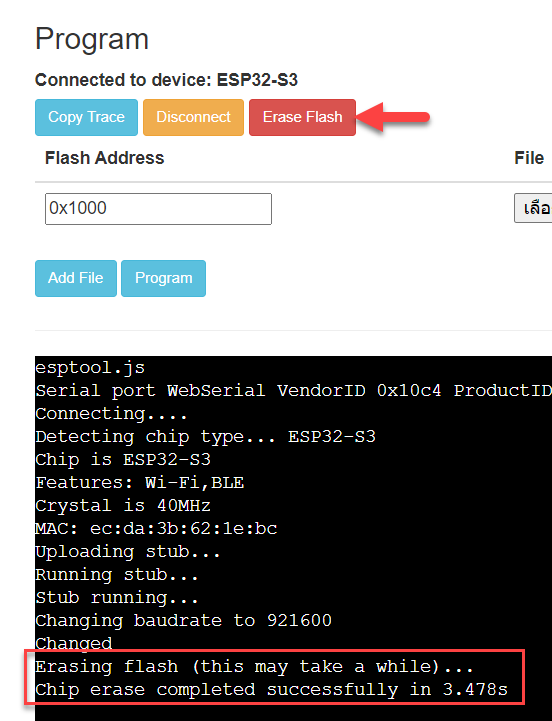 Program
Connected to device: ESP32-S3
Copy Trace Disconnect Erase Flash
Flash Address File
0x1000 เลือ
Add File Program
esptool.js
Serial port WebSerial VendorID 0x10c4 ProductID
Connecting....
Detecting chip type... ESP32-S3
Chip is ESP32-S3
Features: Wi-Fi,BLE
Crystal is 40MHz
MAC: ec:da:3b:62:1e:bc
Uploading stub...
Running stub...
Stub running...
Changing baudrate to 921600
Changed
Erasing flash (this may take a while)...
Chip erase completed successfully in 3.478s